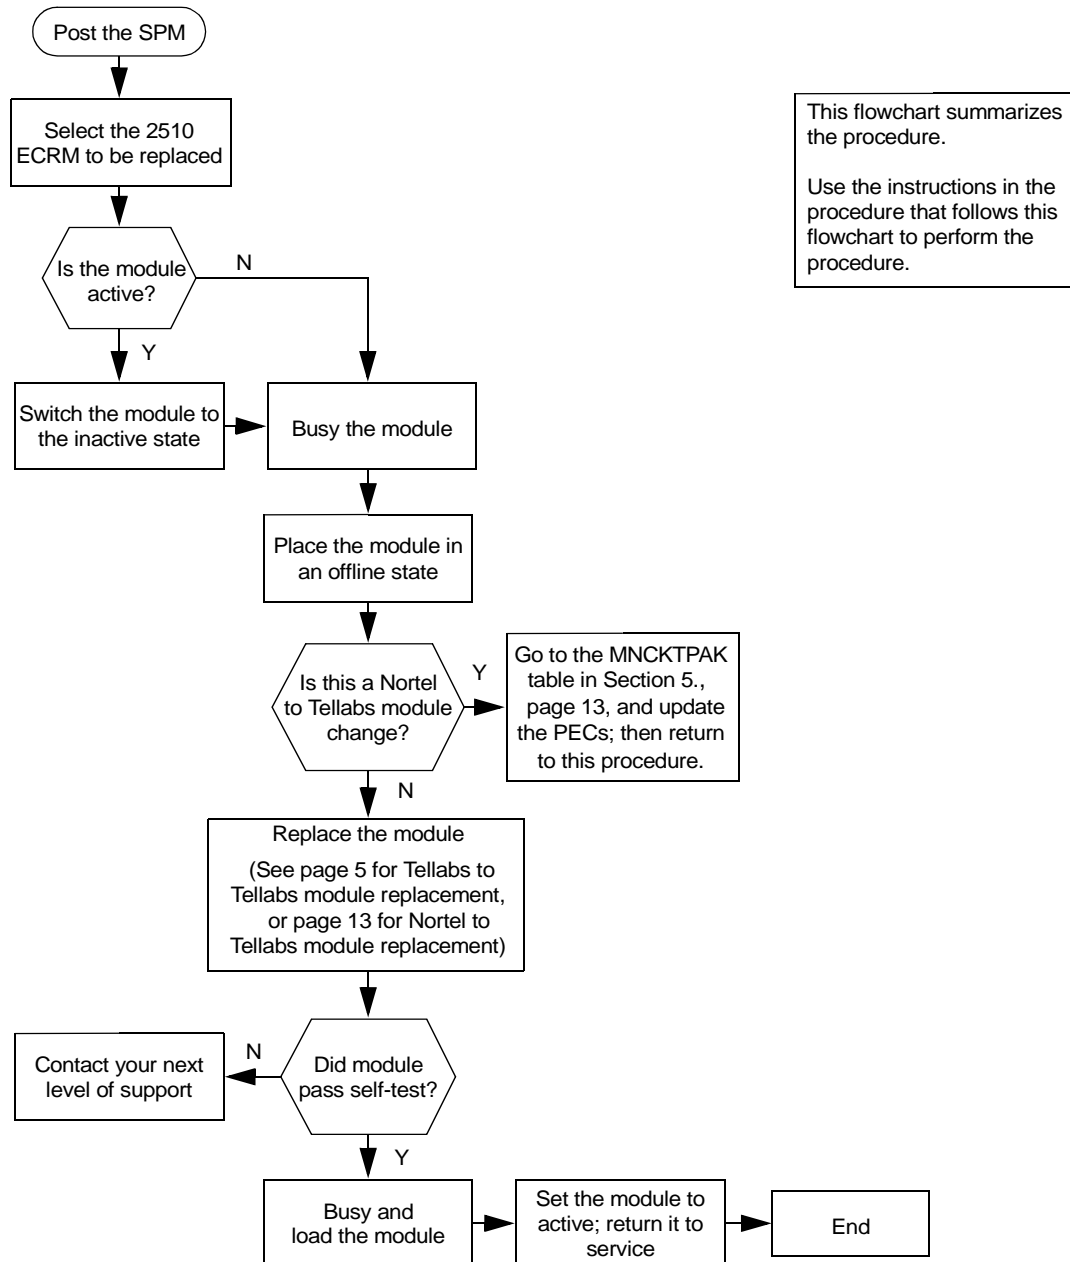 Post the SPM
Select the 2510
ECRM to be replaced
This flowchart summarizes
the procedure.
Use the instructions in the
procedure that follows this
flowchart to perform the
procedure.
Is the module
active?
N
Y
Switch the module to
the inactive state
Busy the module
Place the module in
an offline state
Is this a Nortel
to Tellabs module
change?
Y
Go to the MNCKTPAK
table in Section 5.,
page 13, and update
the PECs; then return
to this procedure.
N
Replace the module
(See page 5 for Tellabs to
Tellabs module replacement,
or page 13 for Nortel to
Tellabs module replacement)
Did module
pass self-test?
N
Contact your next
level of support
Y
Busy and
load the module
Set the module to
active; return it to
service
End